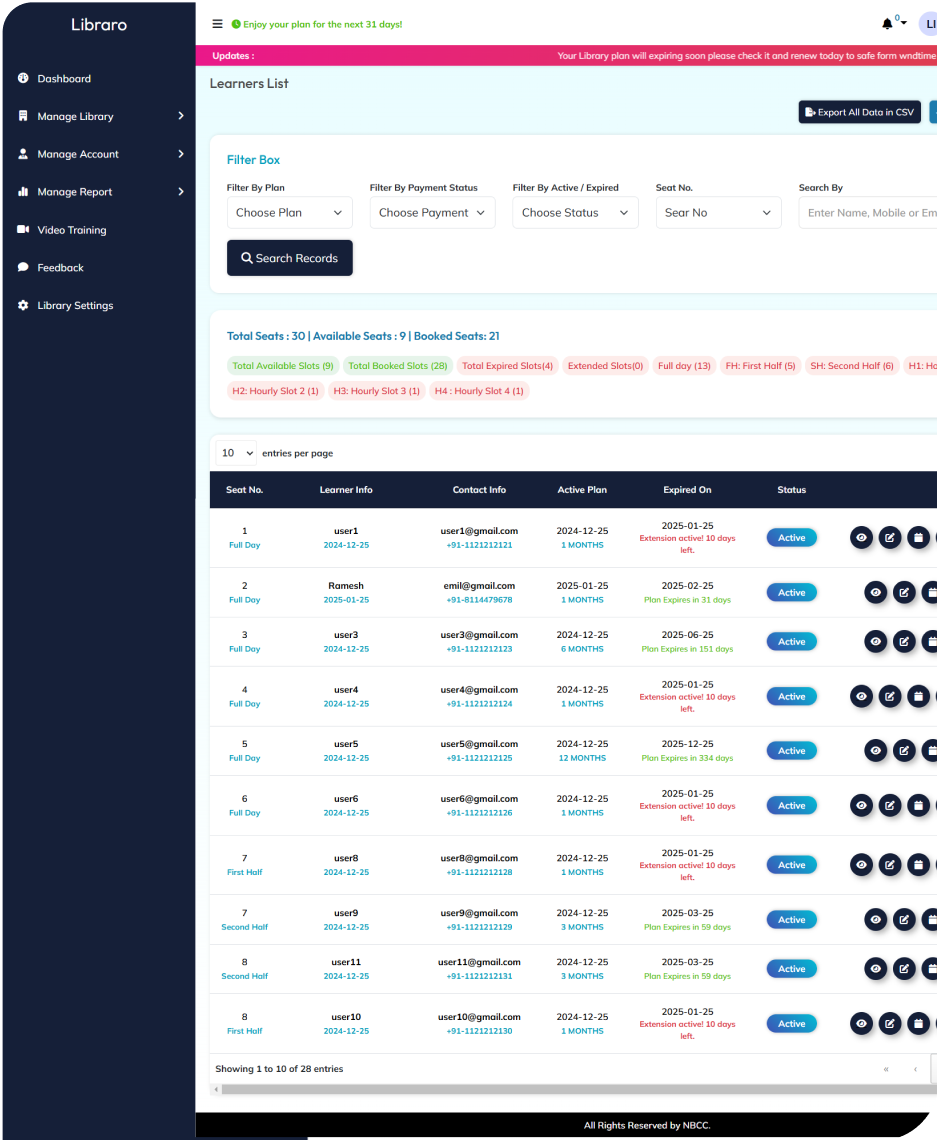 Libraro
Enjoy your plan for the next 31 days!
0
LI
Updates :
Your Library plan will expiring soon please check it and renew today to safe form wndtime
Dashboard
Manage Library
Manage Account
Manage Report
Video Training
Feedback
Library Settings
Learners List
Export All Data in CSV
Filter Box
Filter By Plan Filter By Payment Status Filter By Active / Expired Seat No. Search By
Choose Plan Choose Payment Choose Status Sear No Enter Name, Mobile or Em
Search Records
Total Seats : 30 | Available Seats : 9 | Booked Seats: 21
Total Available Slots (9) Total Booked Slots (28) Total Expired Slots(4) Extended Slots(0) Full day (13) FH: First Half (5) SH: Second Half (6) H1: Ho
H2: Hourly Slot 2 (1) H3: Hourly Slot 3 (1) H4 : Hourly Slot 4 (1)
10 entries per page
Seat No. Learner Info Contact Info Active Plan Expired On Status
1 user1 user1@gmail.com 2024-12-25 2025-01-25 Active
Full Day 2024-12-25 +91-1121212121 1 MONTHS Extension active! 10 days
left.
2 Ramesh emil@gmail.com 2025-01-25 2025-02-25 Active
Full Day 2025-01-25 +91-8114479678 1 MONTHS Plan Expires in 31 days
3 user3 user3@gmail.com 2024-12-25 2025-06-25 Active
Full Day 2024-12-25 +91-1121212123 6 MONTHS Plan Expires in 151 days
4 user4 user4@gmail.com 2024-12-25 2025-01-25 Active
Full Day 2024-12-25 +91-1121212124 1 MONTHS Extension active! 10 days
left.
5 user5 user5@gmail.com 2024-12-25 2025-12-25 Active
Full Day 2024-12-25 +91-1121212125 12 MONTHS Plan Expires in 334 days
6 user6 user6@gmail.com 2024-12-25 2025-01-25 Active
Full Day 2024-12-25 +91-1121212126 1 MONTHS Extension active! 10 days
left.
7 user8 user8@gmail.com 2024-12-25 2025-01-25 Active
First Half 2024-12-25 +91-1121212128 1 MONTHS Extension active! 10 days
left.
7 user9 user9@gmail.com 2024-12-25 2025-03-25 Active
Second Half 2024-12-25 +91-1121212129 3 MONTHS Plan Expires in 59 days
8 user11 user11@gmail.com 2024-12-25 2025-03-25 Active
Second Half 2024-12-25 +91-1121212131 3 MONTHS Plan Expires in 59 days
8 user10 user10@gmail.com 2024-12-25 2025-01-25 Active
First Half 2024-12-25 +91-1121212130 1 MONTHS Extension active! 10 days
left.
Showing 1 to 10 of 28 entries « ‹
All Rights Reserved by NBCC.